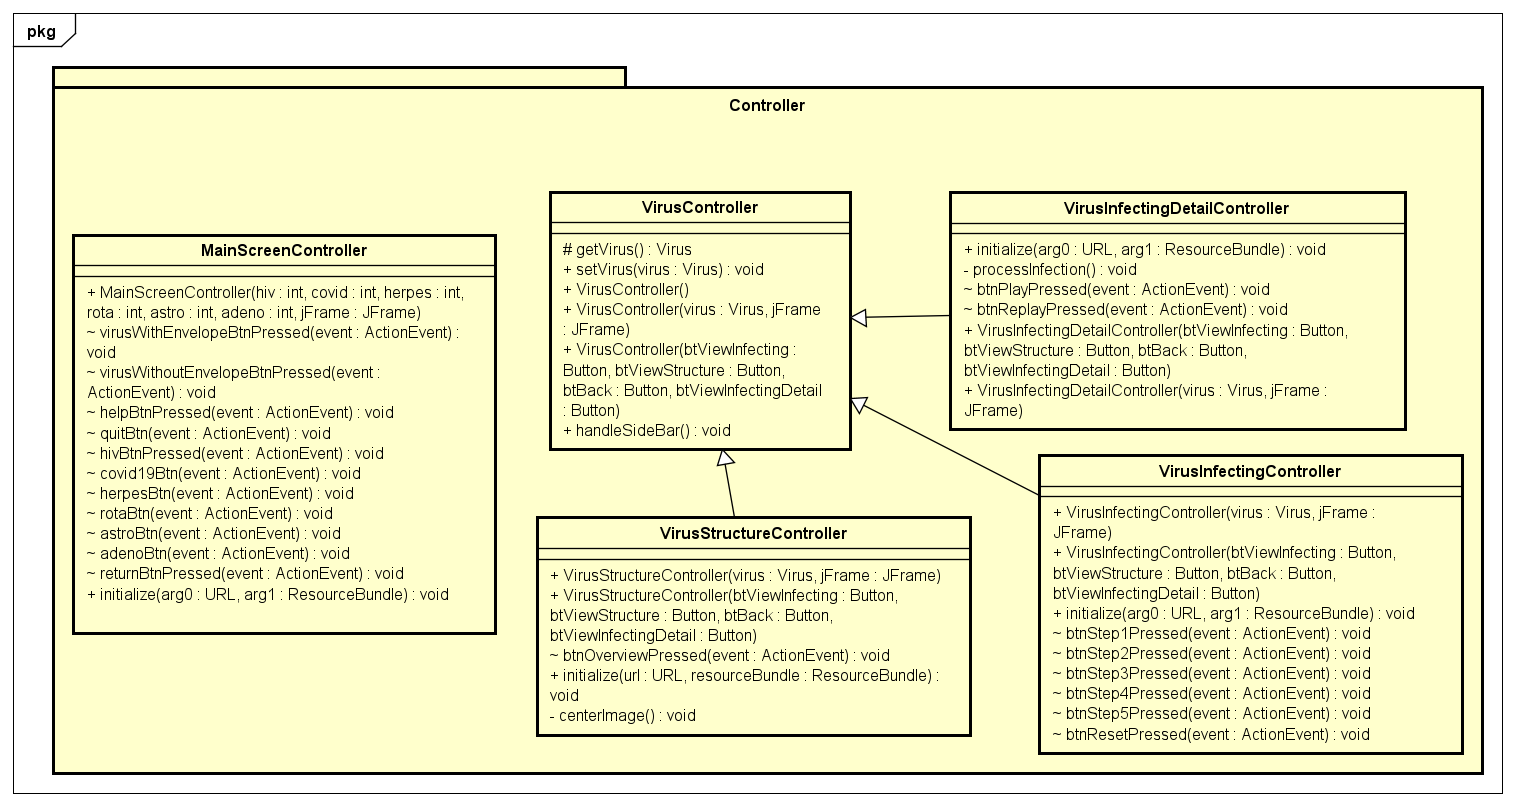 pkg
Controller
MainScreenController
+ MainScreenController(hiv : int, covid : int, herpes : int,
rota : int, astro : int, adeno : int, jFrame : JFrame)
~ virusWithEnvelopeBtnPressed(event : ActionEvent) :
void
~ virusWithoutEnvelopeBtnPressed(event :
ActionEvent) : void
~ helpBtnPressed(event : ActionEvent) : void
~ quitBtn(event : ActionEvent) : void
~ hivBtnPressed(event : ActionEvent) : void
~ covid19Btn(event : ActionEvent) : void
~ herpesBtn(event : ActionEvent) : void
~ rotaBtn(event : ActionEvent) : void
~ astroBtn(event : ActionEvent) : void
~ adenoBtn(event : ActionEvent) : void
~ returnBtnPressed(event : ActionEvent) : void
+ initialize(arg0 : URL, arg1 : ResourceBundle) : void
VirusController
# getVirus() : Virus
+ setVirus(virus : Virus) : void
+ VirusController()
+ VirusController(virus : Virus, jFrame
: JFrame)
+ VirusController(btViewInfecting :
Button, btViewStructure : Button,
btBack : Button, btViewInfectingDetail
: Button)
+ handleSideBar() : void
VirusInfectingDetailController
+ initialize(arg0 : URL, arg1 : ResourceBundle) : void
- processInfection() : void
~ btnPlayPressed(event : ActionEvent) : void
~ btnReplayPressed(event : ActionEvent) : void
+ VirusInfectingDetailController(btViewInfecting : Button,
btViewStructure : Button, btBack : Button,
btViewInfectingDetail : Button)
+ VirusInfectingDetailController(virus : Virus, jFrame :
JFrame)
VirusStructureController
+ VirusStructureController(virus : Virus, jFrame : JFrame)
+ VirusStructureController(btViewInfecting : Button,
btViewStructure : Button, btBack : Button,
btViewInfectingDetail : Button)
~ btnOverviewPressed(event : ActionEvent) : void
+ initialize(url : URL, resourceBundle : ResourceBundle) :
void
- centerImage() : void
VirusInfectingController
+ VirusInfectingController(virus : Virus, jFrame :
JFrame)
+ VirusInfectingController(btViewInfecting : Button,
btViewStructure : Button, btBack : Button,
btViewInfectingDetail : Button)
+ initialize(arg0 : URL, arg1 : ResourceBundle) : void
~ btnStep1Pressed(event : ActionEvent) : void
~ btnStep2Pressed(event : ActionEvent) : void
~ btnStep3Pressed(event : ActionEvent) : void
~ btnStep4Pressed(event : ActionEvent) : void
~ btnStep5Pressed(event : ActionEvent) : void
~ btnResetPressed(event : ActionEvent) : void